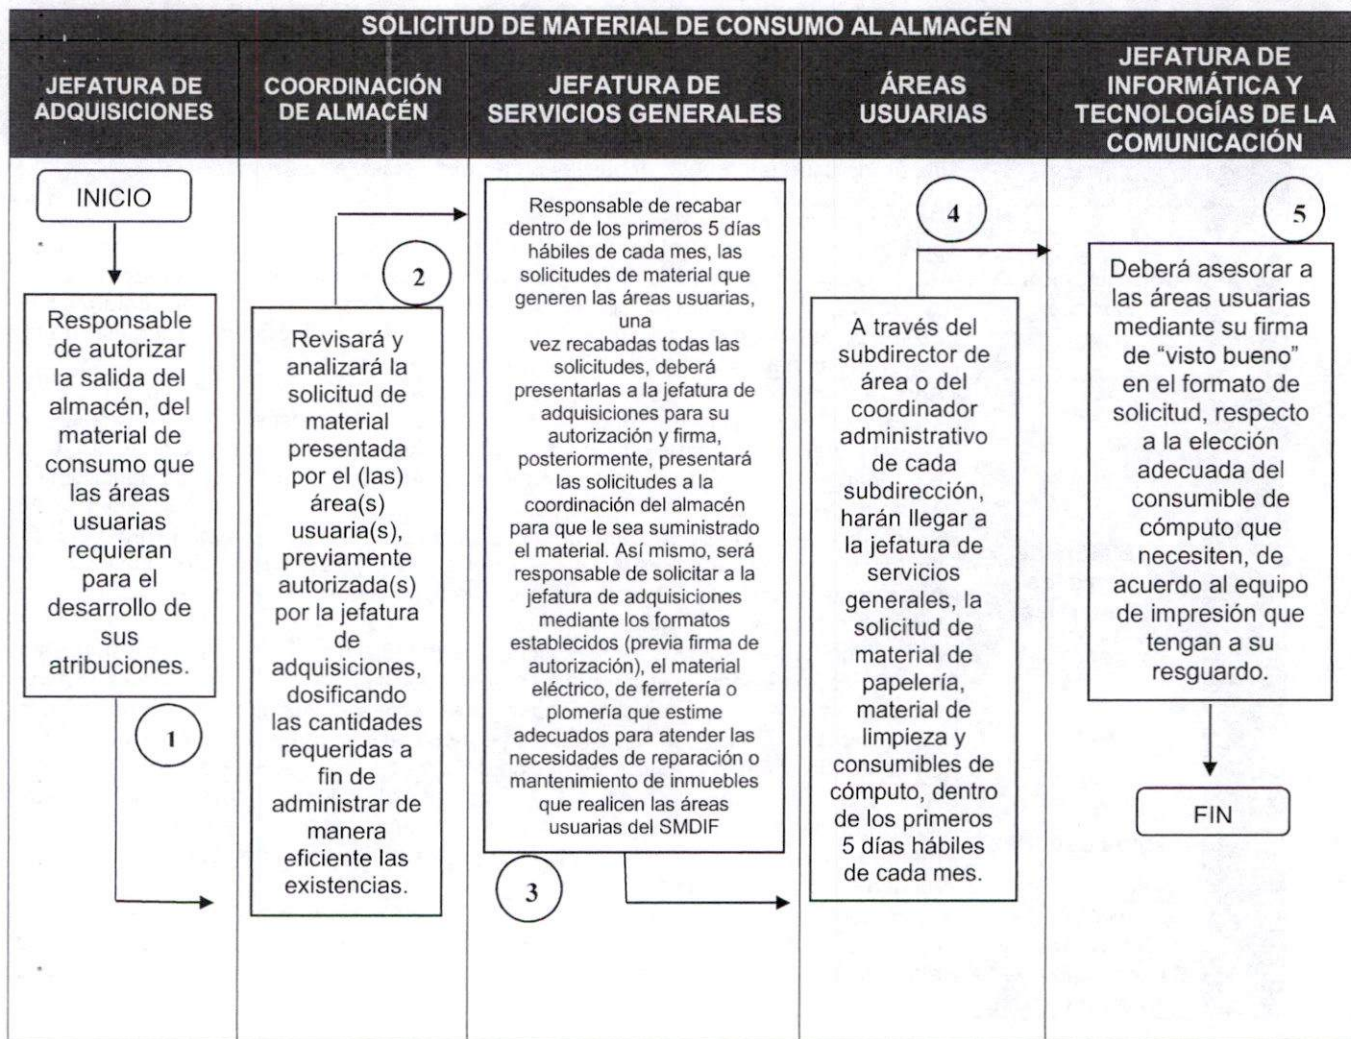 SOLICITUD DE MATERIAL DE CONSUMO AL ALMACÉN
JEFATURA DE
ADQUISICIONES
COORDINACIÓN
DE ALMACÉN
JEFATURA DE
SERVICIOS GENERALES
ÁREAS
USUARIAS
JEFATURA DE
INFORMÁTICA Y
TECNOLOGÍAS DE LA
COMUNICACIÓN
INICIO
Responsable
de autorizar
la salida del
almacén, del
material de
consumo que
las áreas
usuarias
requieran
para el
desarrollo de
sus
atribuciones.
1
2
Revisará y
analizará la
solicitud de
material
presentada
por el (las)
área(s)
usuaria(s),
previamente
autorizada(s)
por la jefatura
de
adquisiciones,
dosificando
las cantidades
requeridas a
fin de
administrar de
manera
eficiente las
existencias.
Responsable de recabar
dentro de los primeros 5 días
hábiles de cada mes, las
solicitudes de material que
generen las áreas usuarias,
una
vez recabadas todas las
solicitudes, deberá
presentarlas a la jefatura de
adquisiciones para su
autorización y firma,
posteriormente, presentará
las solicitudes a la
coordinación del almacén
para que le sea suministrado
el material. Así mismo, será
responsable de solicitar a la
jefatura de adquisiciones
mediante los formatos
establecidos (previa firma de
autorización), el material
eléctrico, de ferretería o
plomería que estime
adecuados para atender las
necesidades de reparación o
mantenimiento de inmuebles
que realicen las áreas
usuarias del SMDIF
3
4
A través del
subdirector de
área o del
coordinador
administrativo
de cada
subdirección,
harán llegar a
la jefatura de
servicios
generales, la
solicitud de
material de
papelería,
material de
limpieza y
consumibles de
cómputo, dentro
de los primeros
5 días hábiles
de cada mes.
5
Deberá asesorar a
las áreas usuarias
mediante su firma
de “visto bueno”
en el formato de
solicitud, respecto
a la elección
adecuada del
consumible de
cómputo que
necesiten, de
acuerdo al equipo
de impresión que
tengan a su
resguardo.
FIN